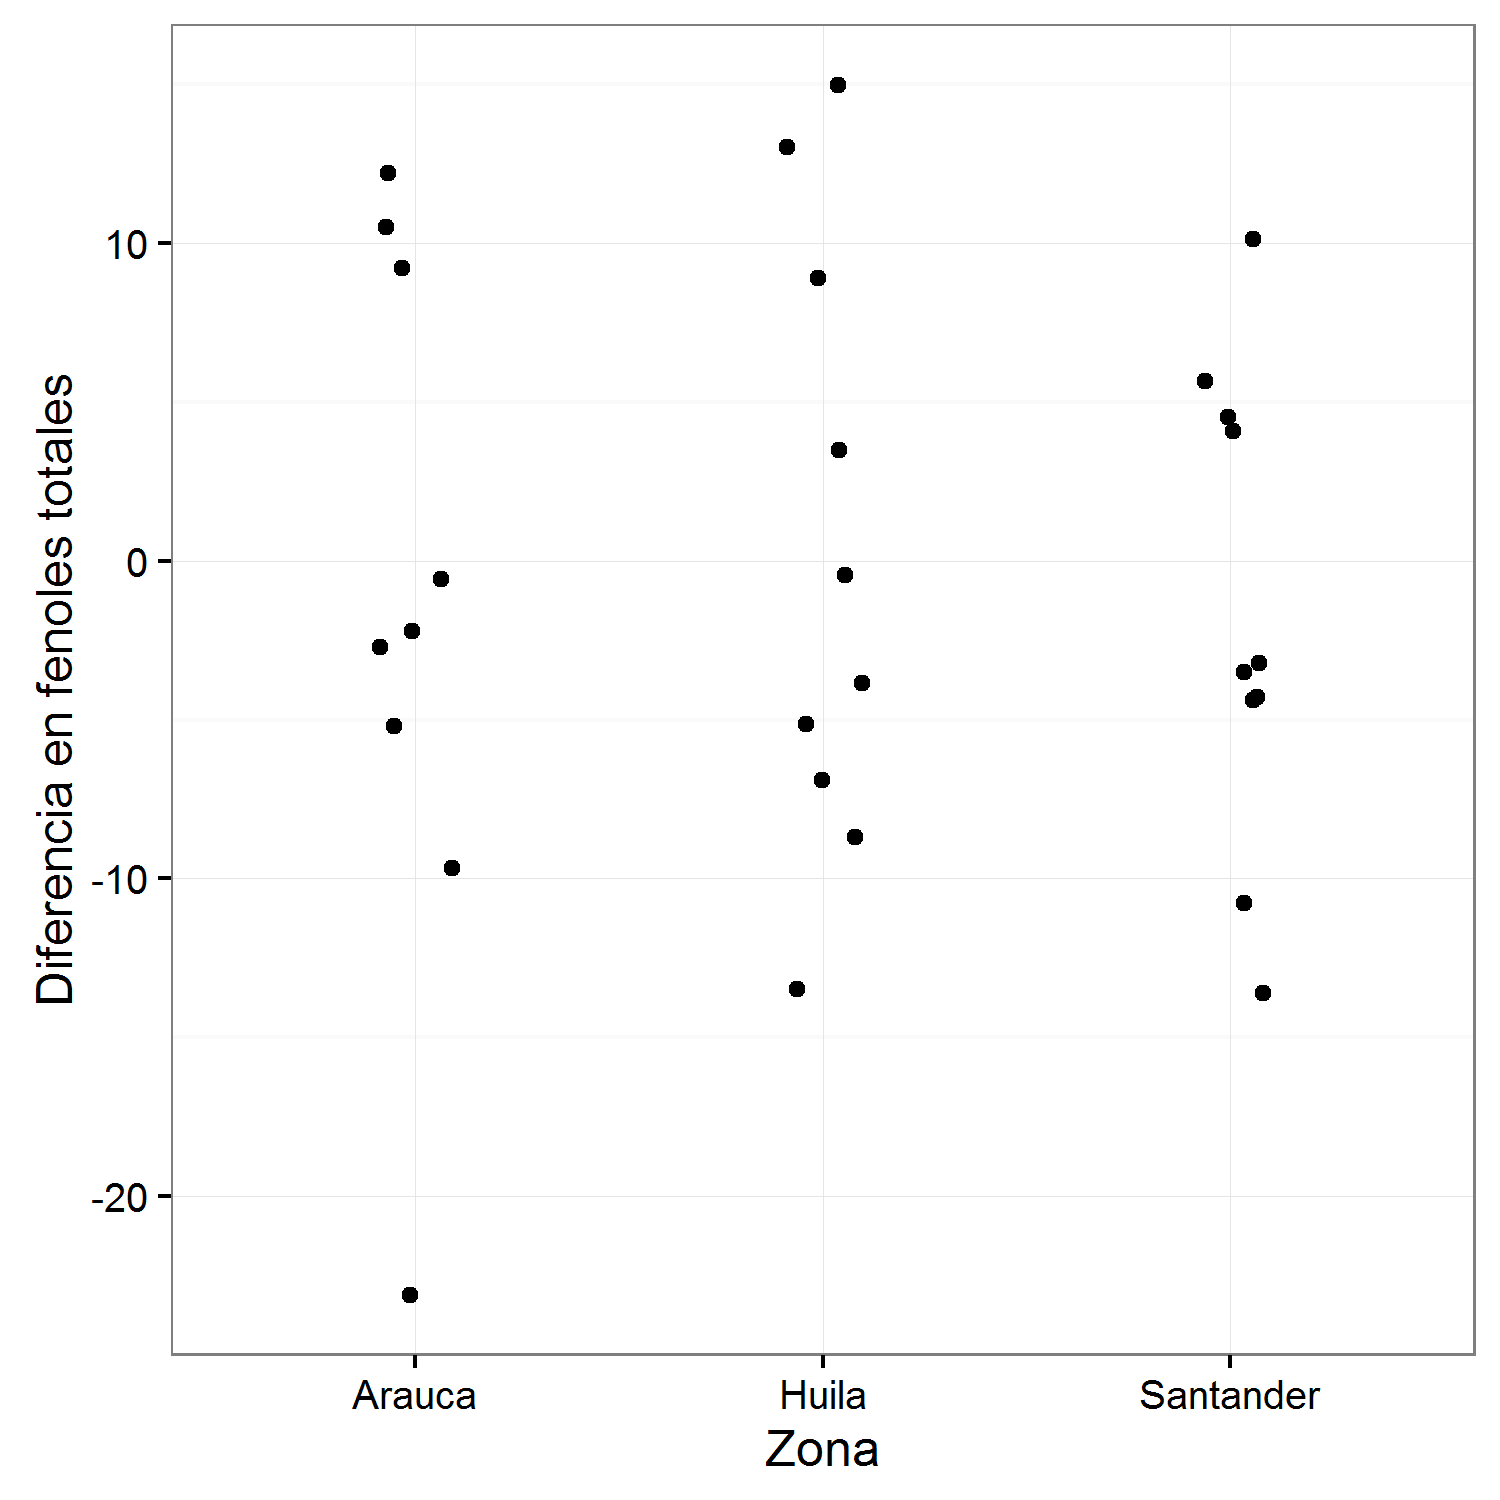 Diferencia en fenoles totales
10
0
-10
-20
Arauca
Huila
Santander
Zona